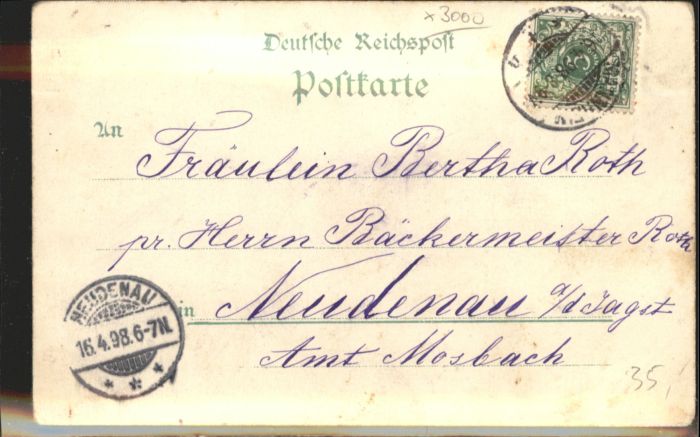 x3000
Deutsche Reichspost
Postkarte
An
Fräulein Bertha Roth
pr. Herrn Bäckermeister Roth
in Neudenau a/d Jagst
Amt Mosbach
NEUDENAU
16.4.98.6-7N.
35,